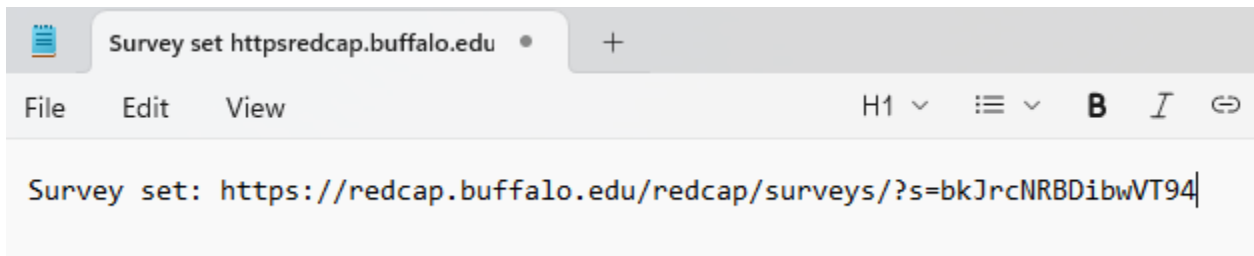 Survey set httpsredcap.buffalo.edu
File Edit View H1 B I
Survey set: https://redcap.buffalo.edu/redcap/surveys/?s=bkJrcNRBDibwVT94